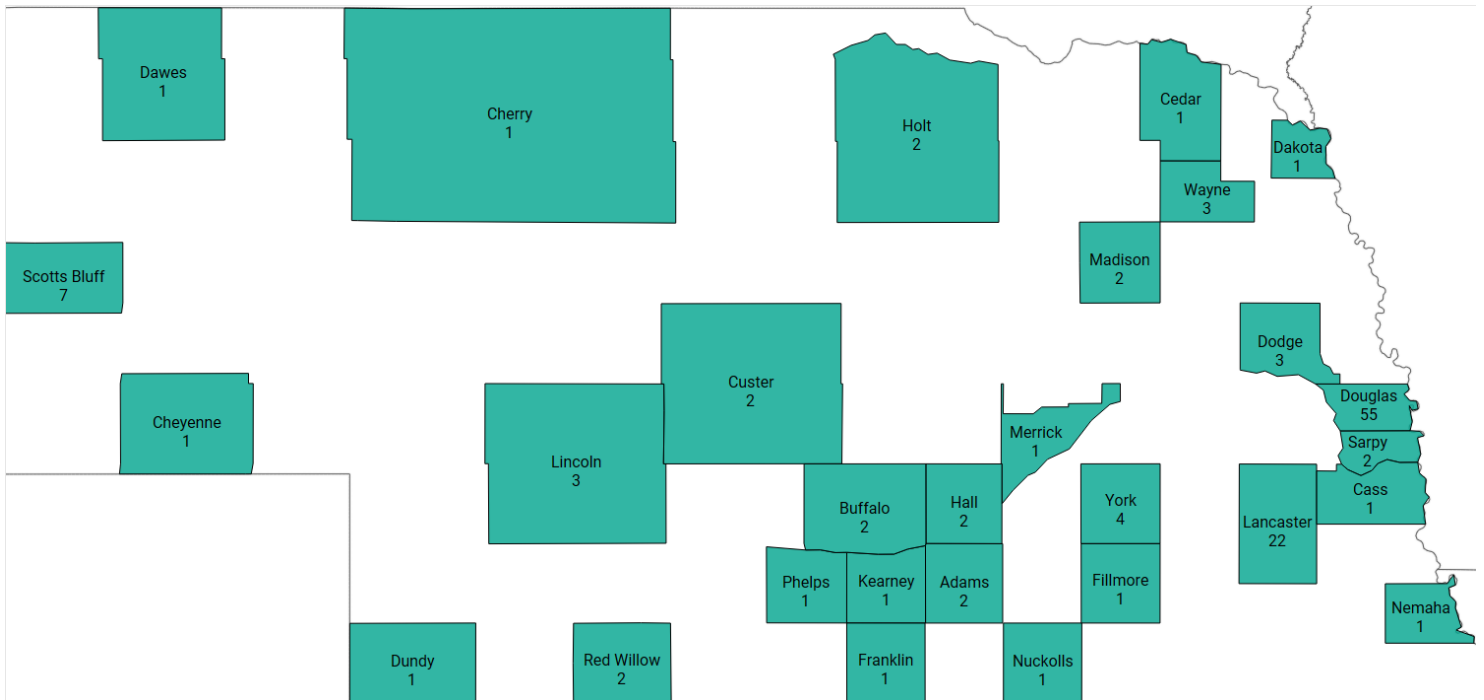 Dawes
1
Cherry
1
Holt
2
Cedar
1
Dakota
1
Wayne
3
Madison
2
Scotts Bluff
7
Dodge
3
Custer
2
Douglas
55
Cheyenne
1
Merrick
1
Sarpy
2
Lincoln
3
Cass
1
Buffalo
2
Hall
2
York
4
Lancaster
22
Phelps
1
Kearney
1
Adams
2
Fillmore
1
Nemaha
1
Dundy
1
Red Willow
2
Franklin
1
Nuckolls
1